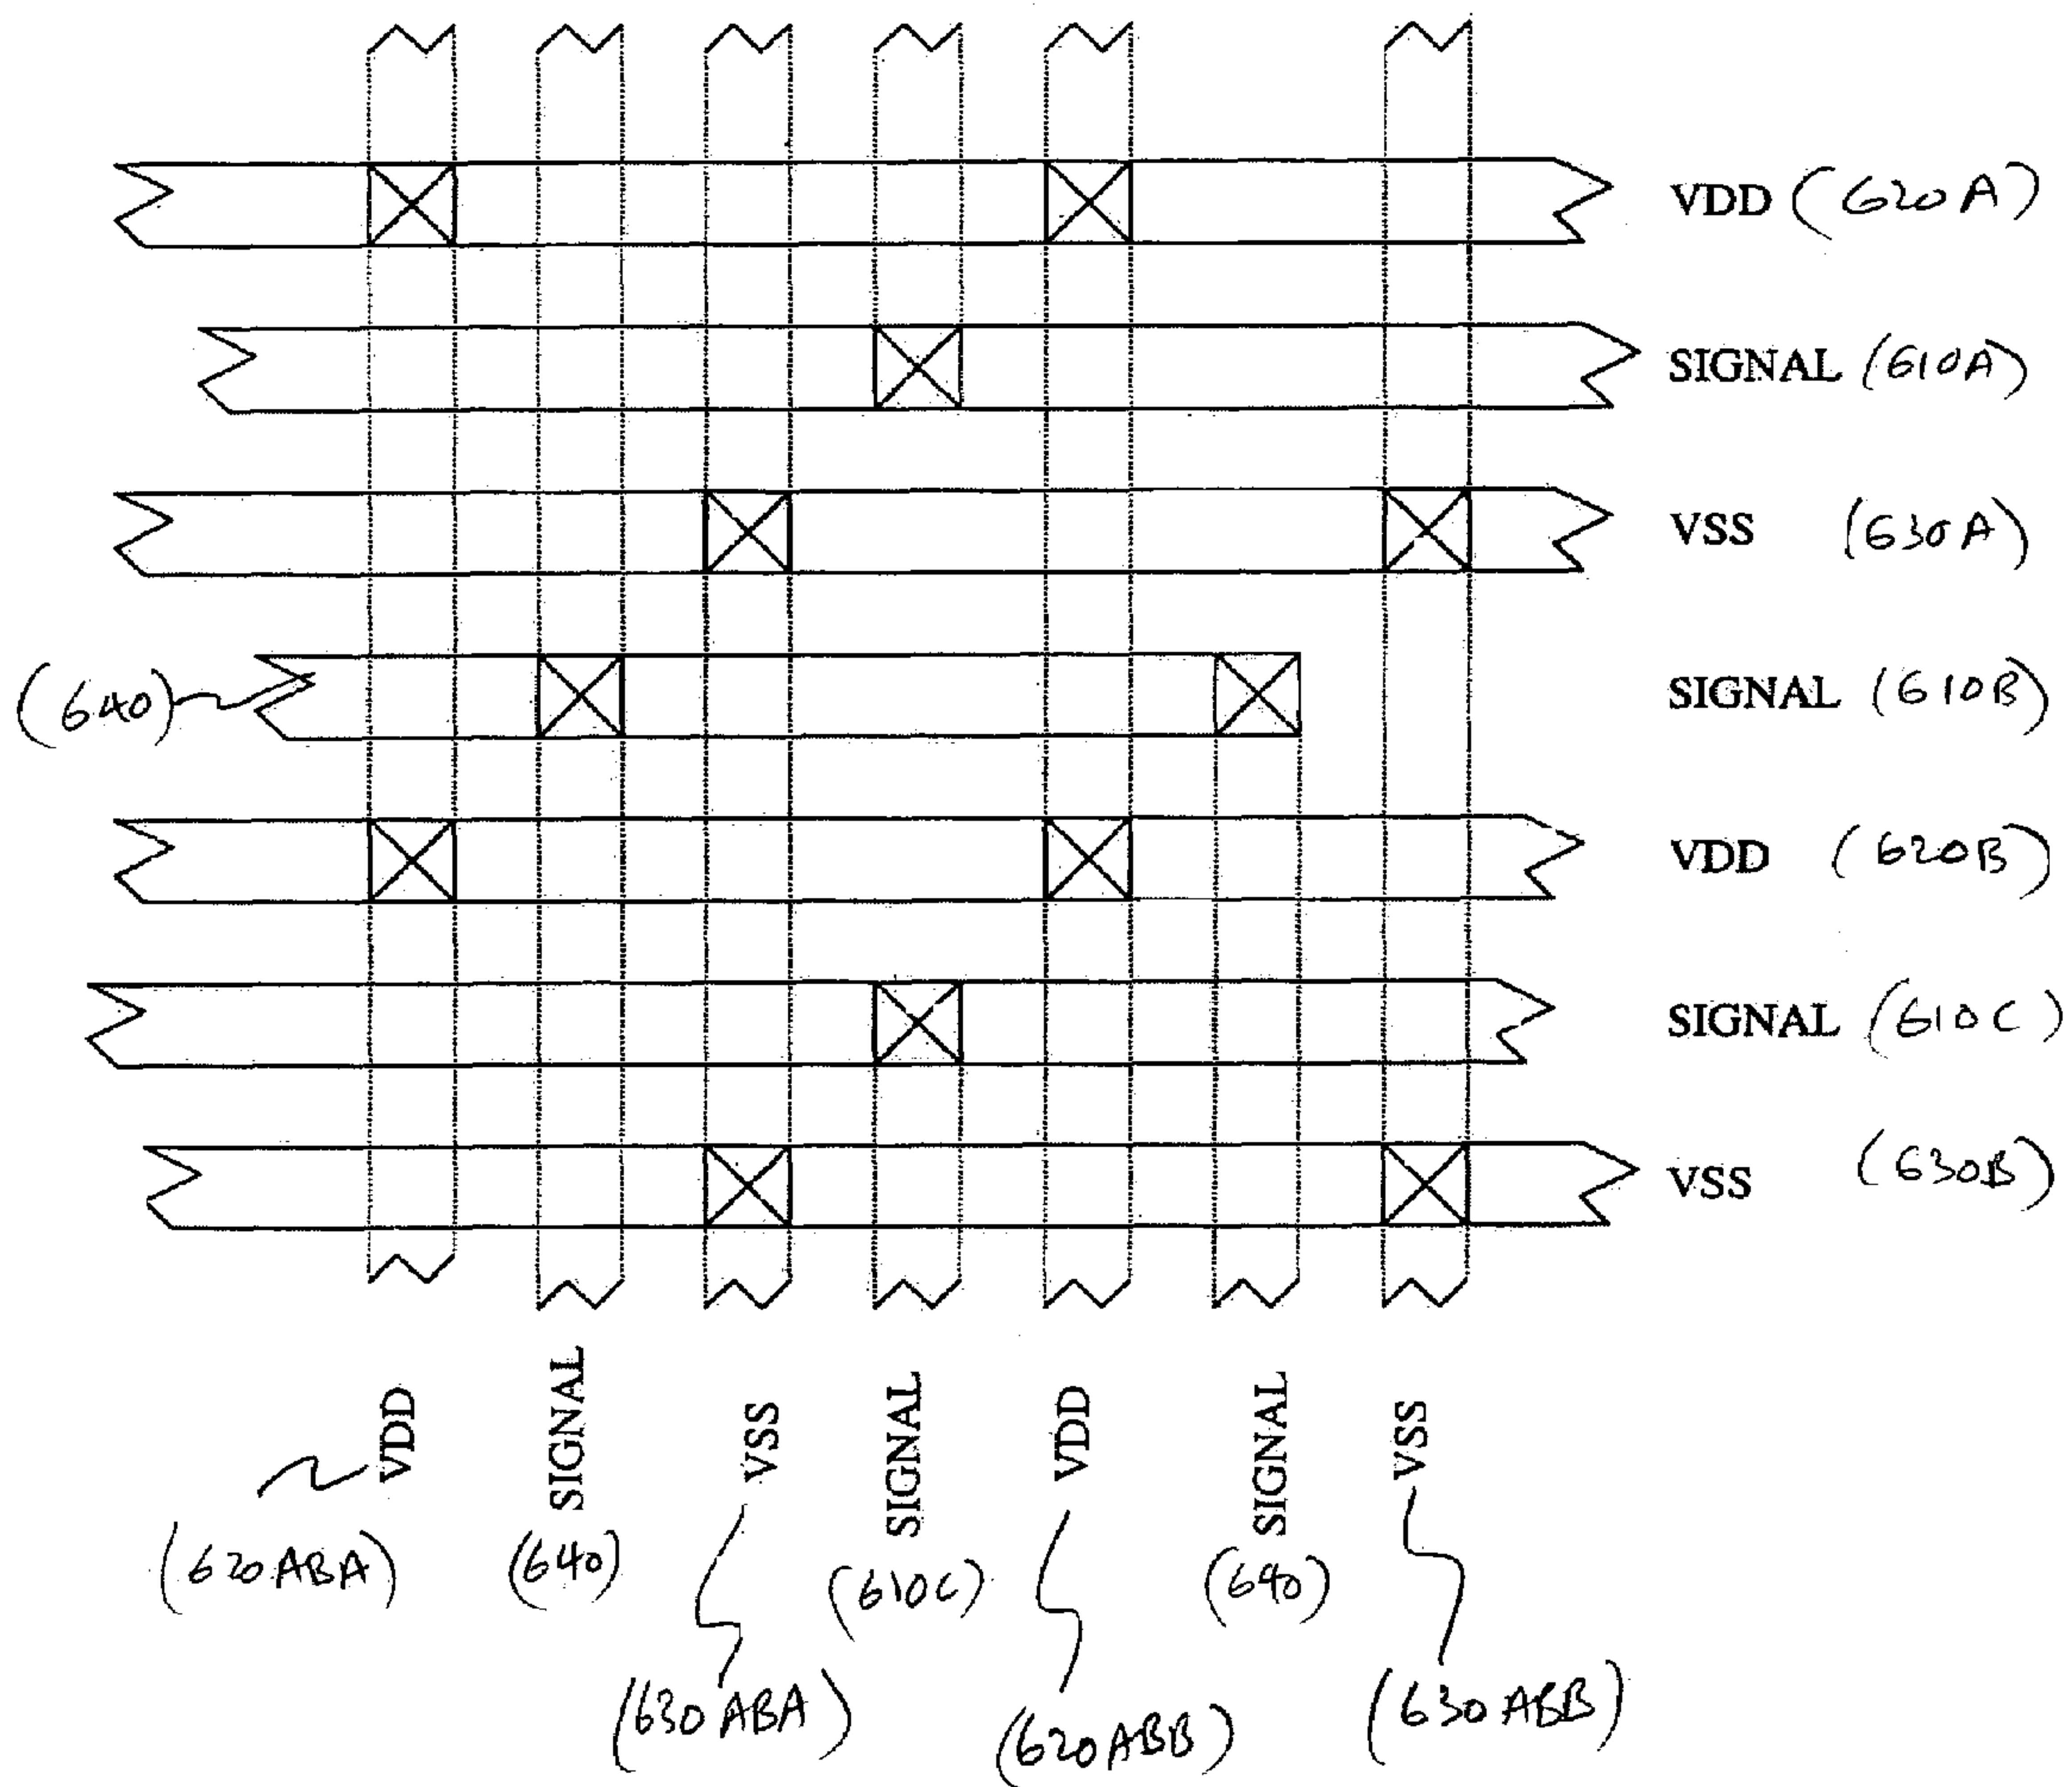 VDD (620A)
SIGNAL (610A)
VSS (630A)
(640)
SIGNAL (610B)
VDD (620B)
SIGNAL (610C)
VSS (630B)
VDD
SIGNAL
VSS
SIGNAL
VDD
SIGNAL
VSS
(620ABA)
(640)
(610C)
(640)
(630ABA)
(620ABB)
(630ABB)